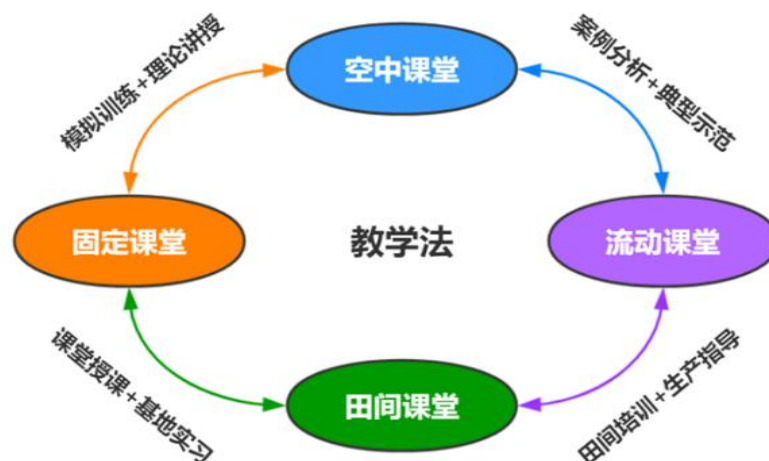 空中课堂
模拟训练+理论讲授
案例分析+典型示范
固定课堂
教学法
流动课堂
课堂授课+基地实习
田间培训+生产指导
田间课堂